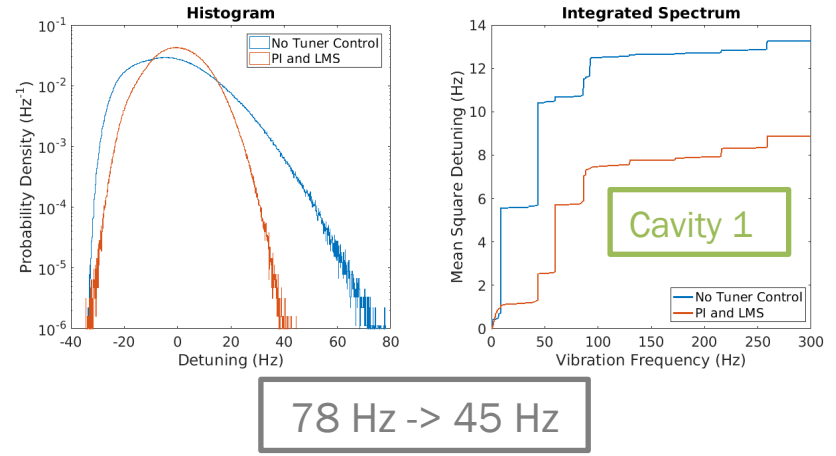 Histogram
10^-1
10^-2
10^-3
10^-4
10^-5
10^-6
Probability Density (Hz^-1)
No Tuner Control
PI and LMS
-40 -20 0 20 40 60 80
Detuning (Hz)
Integrated Spectrum
14
12
10
8
6
4
2
0
Mean Square Detuning (Hz)
Cavity 1
No Tuner Control
PI and LMS
0 50 100 150 200 250 300
Vibration Frequency (Hz)
78 Hz -> 45 Hz